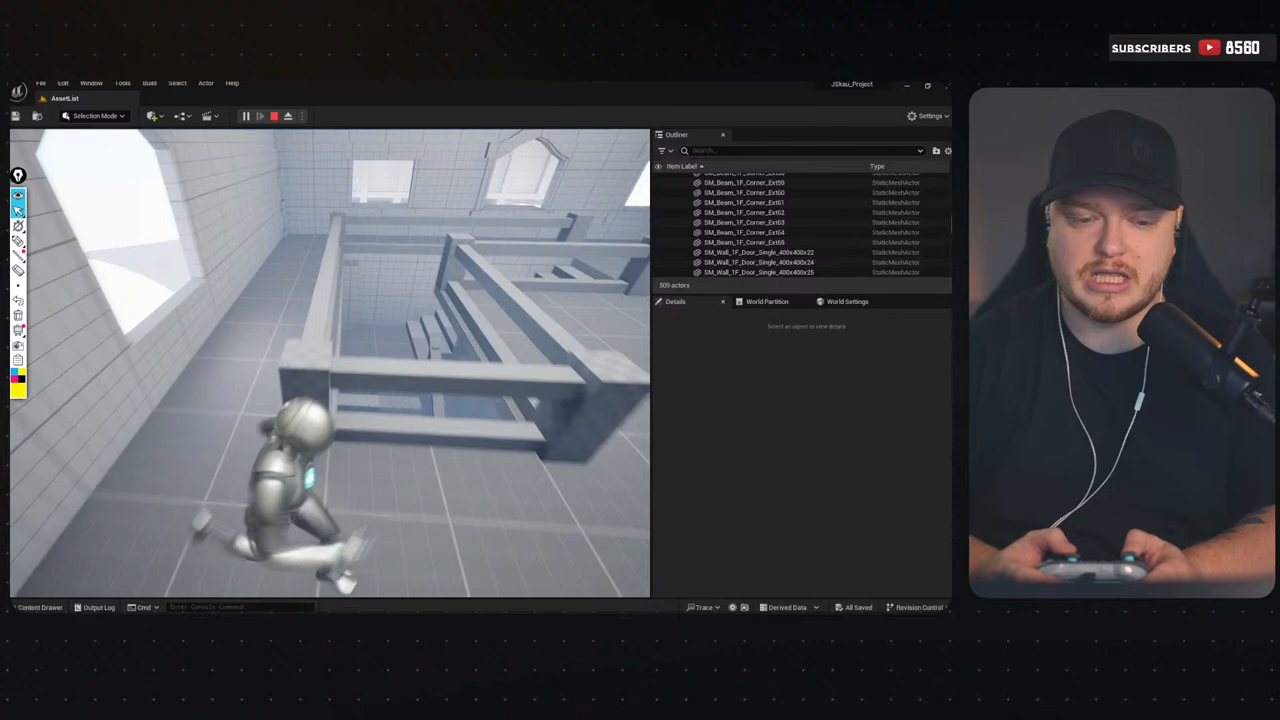 SUBSCRIBERS 8560
File Edit Window Tools Build Select Actor Help
JSkau_Project
AssetList
Selection Mode
Settings
Outliner
Search...
Item Label Type
SM_Beam_1F_Corner_Ext59 StaticMeshActor
SM_Beam_1F_Corner_Ext60 StaticMeshActor
SM_Beam_1F_Corner_Ext61 StaticMeshActor
SM_Beam_1F_Corner_Ext62 StaticMeshActor
SM_Beam_1F_Corner_Ext63 StaticMeshActor
SM_Beam_1F_Corner_Ext64 StaticMeshActor
SM_Beam_1F_Corner_Ext65 StaticMeshActor
SM_Wall_1F_Door_Single_400x400x22 StaticMeshActor
SM_Wall_1F_Door_Single_400x400x24 StaticMeshActor
SM_Wall_1F_Door_Single_400x400x25 StaticMeshActor
509 actors
Details World Partition World Settings
Select an object to view details
Content Drawer Output Log Cmd Enter Console Command Trace Derived Data All Saved Revision Control